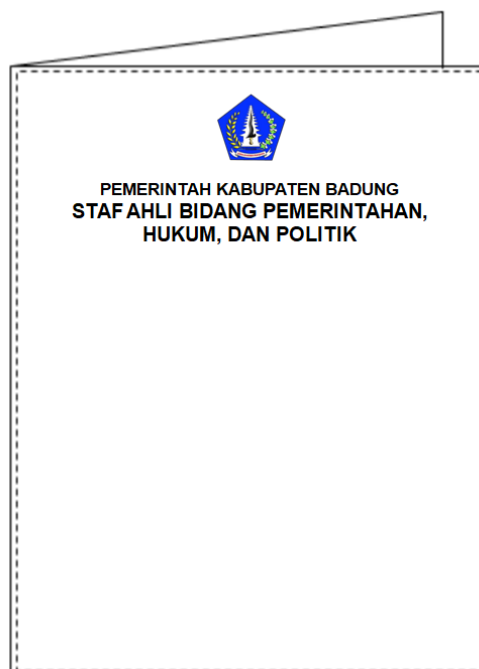 PEMERINTAH KABUPATEN BADUNG
STAF AHLI BIDANG PEMERINTAHAN,
HUKUM, DAN POLITIK